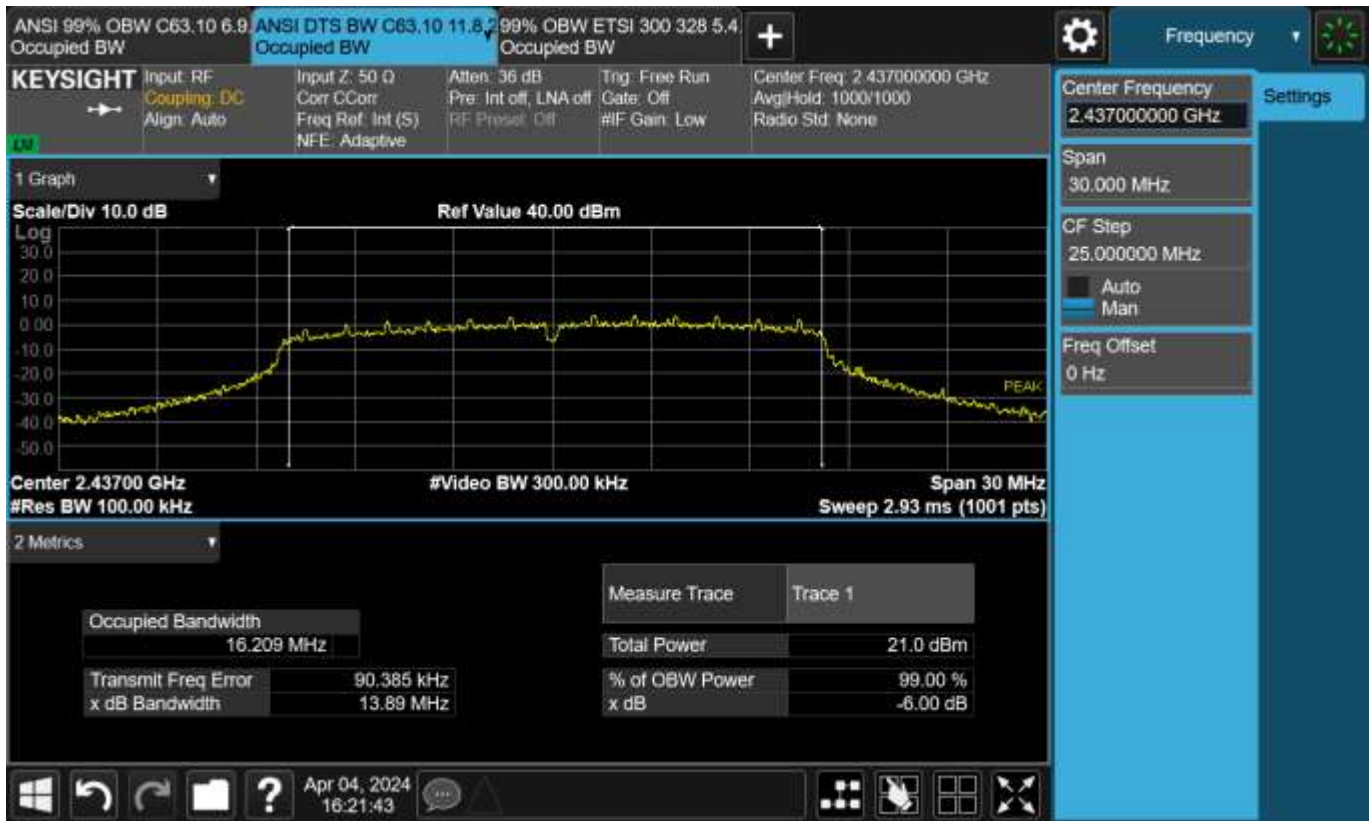 ANSI 99% OBW C63.10 6.9.
Occupied BW
ANSI DTS BW C63.10 11.8.2
Occupied BW
99% OBW ETSI 300 328 5.4.
Occupied BW
+
Frequency
KEYSIGHT
Input: RF
Coupling: DC
Align: Auto
Input Z: 50 Ω
Corr CCorr
Freq Ref: Int (S)
NFE: Adaptive
Atten: 36 dB
Pre: Int off, LNA off
RF Presel: Off
Trig: Free Run
Gate: Off
#IF Gain: Low
Center Freq: 2.437000000 GHz
Avg|Hold: 1000/1000
Radio Std: None
1 Graph
Scale/Div 10.0 dB
Ref Value 40.00 dBm
Log
30.0
20.0
10.0
0.00
-10.0
-20.0
-30.0
-40.0
-50.0
PEAK
Center 2.43700 GHz
#Video BW 300.00 kHz
Span 30 MHz
#Res BW 100.00 kHz
Sweep 2.93 ms (1001 pts)
2 Metrics
Measure Trace
Trace 1
Occupied Bandwidth
16.209 MHz
Total Power
21.0 dBm
Transmit Freq Error
90.385 kHz
% of OBW Power
99.00 %
x dB Bandwidth
13.89 MHz
x dB
-6.00 dB
Center Frequency
2.437000000 GHz
Settings
Span
30.000 MHz
CF Step
25.000000 MHz
Auto
Man
Freq Offset
0 Hz
?
Apr 04, 2024
16:21:43